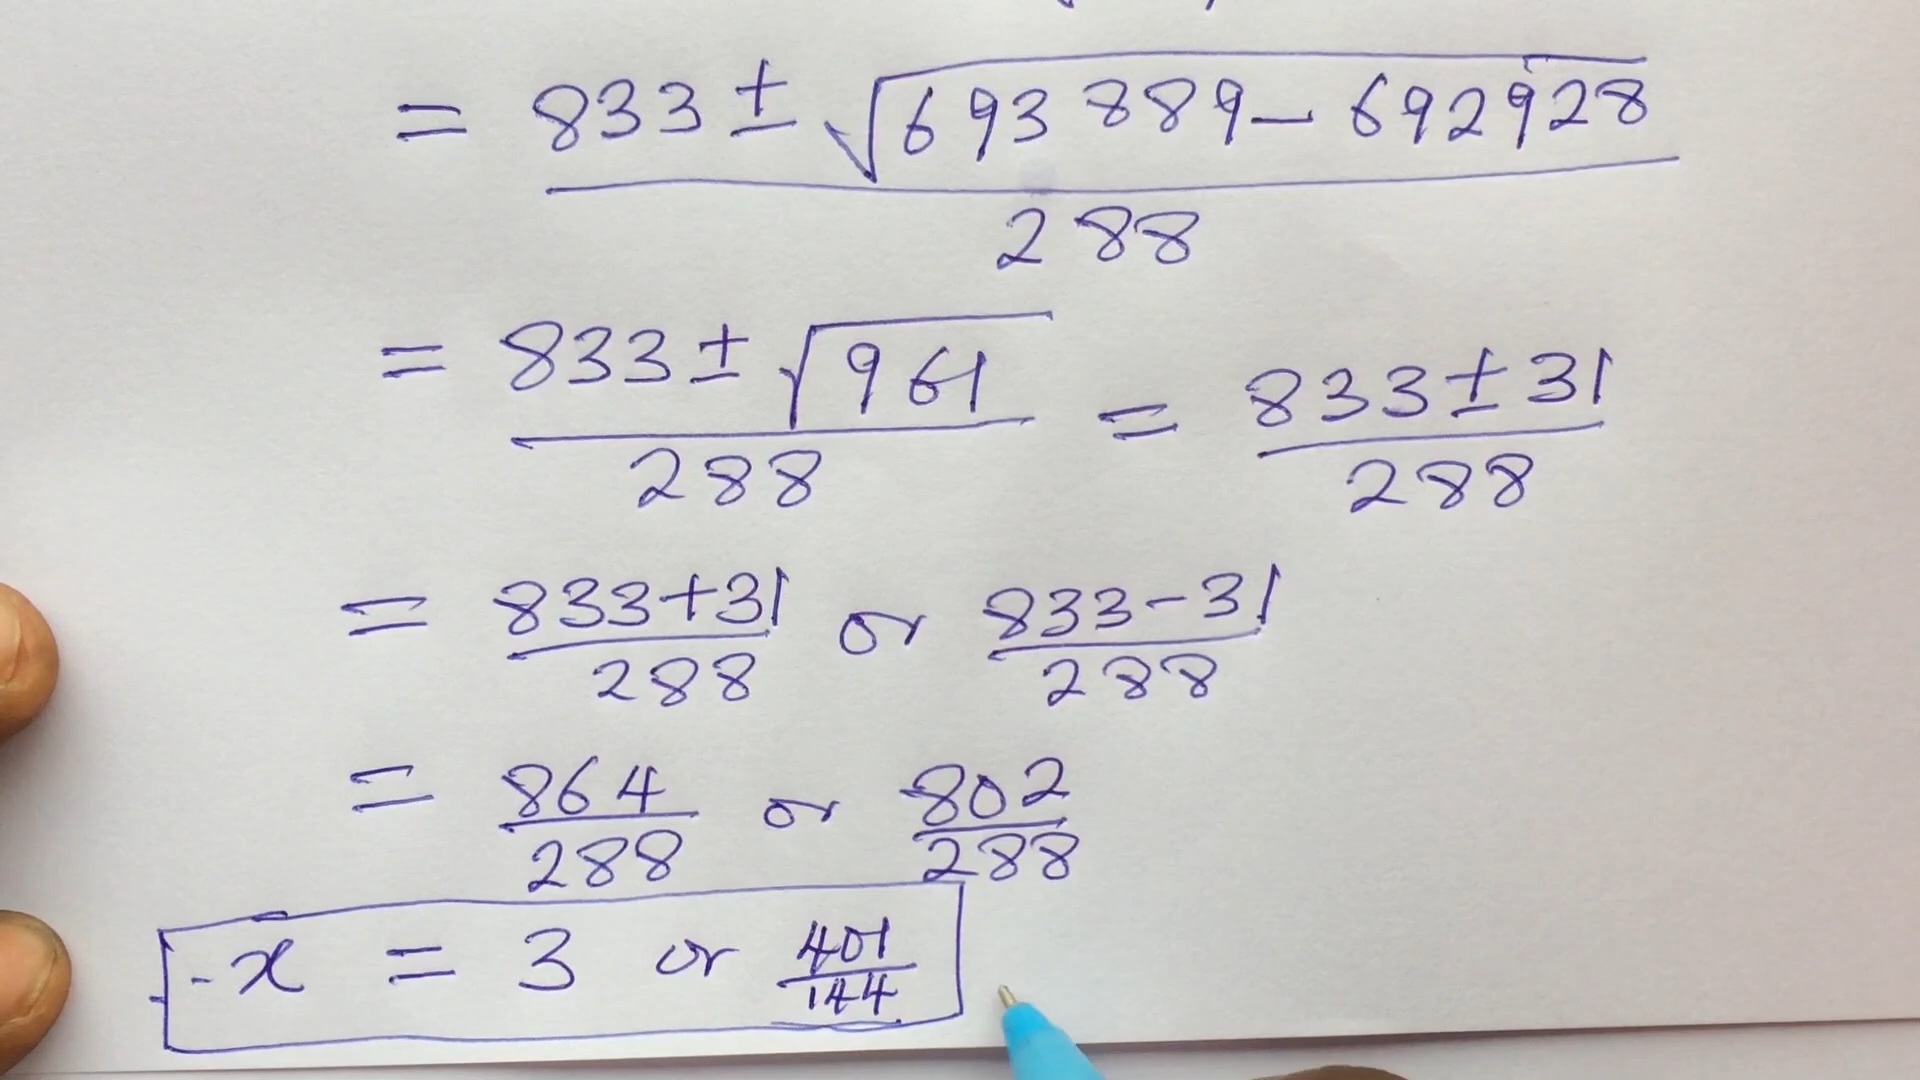 = 833 ± √693889 - 692928
288
= 833 ± √961 / 288 = 833 ± 31 / 288
= 833+31 / 288 or 833-31 / 288
= 864 / 288 or 802 / 288
x = 3 or 401 / 144